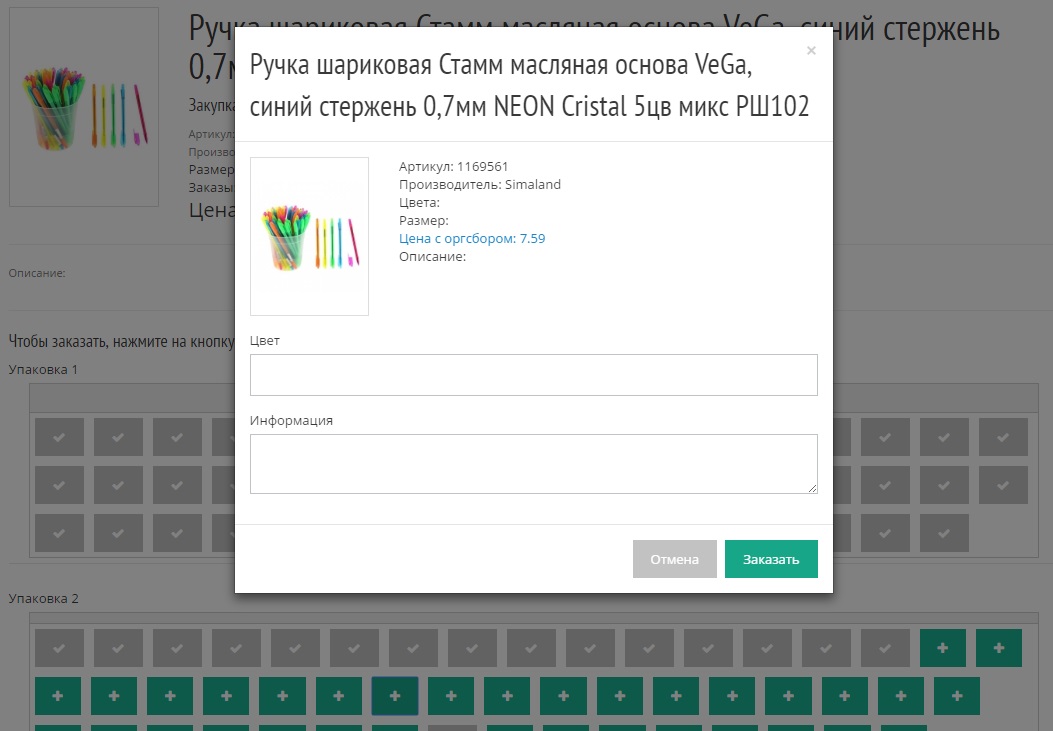 Ручка шариковая Стамм масляная основа VeGa, синий стержень
0,7м
Закупка
Артикул:
Произво
Размер
Заказы
Цена
Описание:
Чтобы заказать, нажмите на кнопку
Упаковка 1
×
Ручка шариковая Стамм масляная основа VeGa,
синий стержень 0,7мм NEON Cristal 5цв микс РШ102
Артикул: 1169561
Производитель: Simaland
Цвета:
Размер:
Цена с оргсбором: 7.59
Описание:
Цвет
Информация
Отмена
Заказать
Упаковка 2